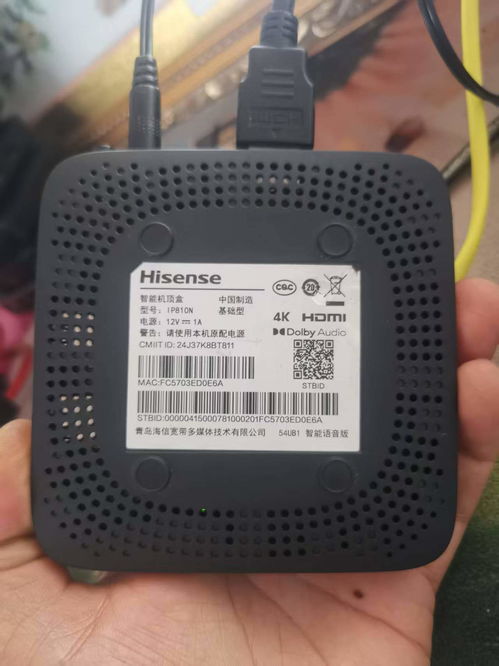 HDMI
Hisense
智能机顶盒 中国制造
型号：IP810N 基础型
电源：12V⎓1A
警告：请使用本机原配电源
CMIIT ID: 24J37K8BT811
CQC 20
4K HDMI
Dolby Audio
MAC:FC5703ED0E6A
STBID
STBID:00000415000781000201FC5703ED0E6A
青岛海信宽带多媒体技术有限公司 54UB1 智能语音版